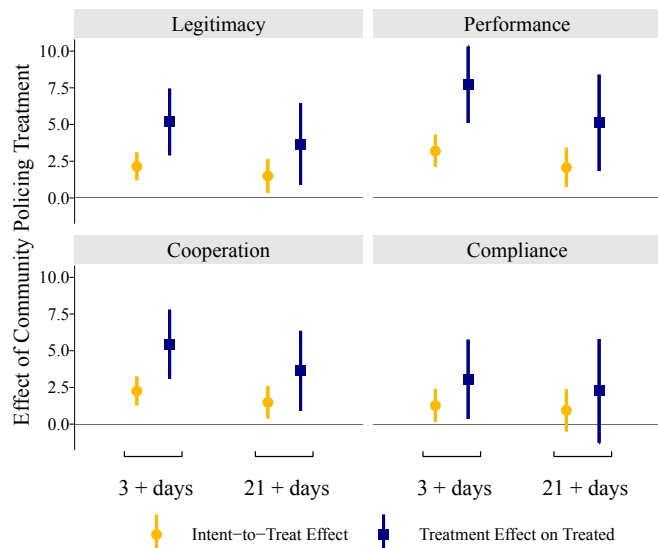 Legitimacy
Performance
10.0
7.5
5.0
2.5
0.0
Effect of Community Policing Treatment
Cooperation
Compliance
10.0
7.5
5.0
2.5
0.0
3 + days
21 + days
3 + days
21 + days
Intent−to−Treat Effect
Treatment Effect on Treated